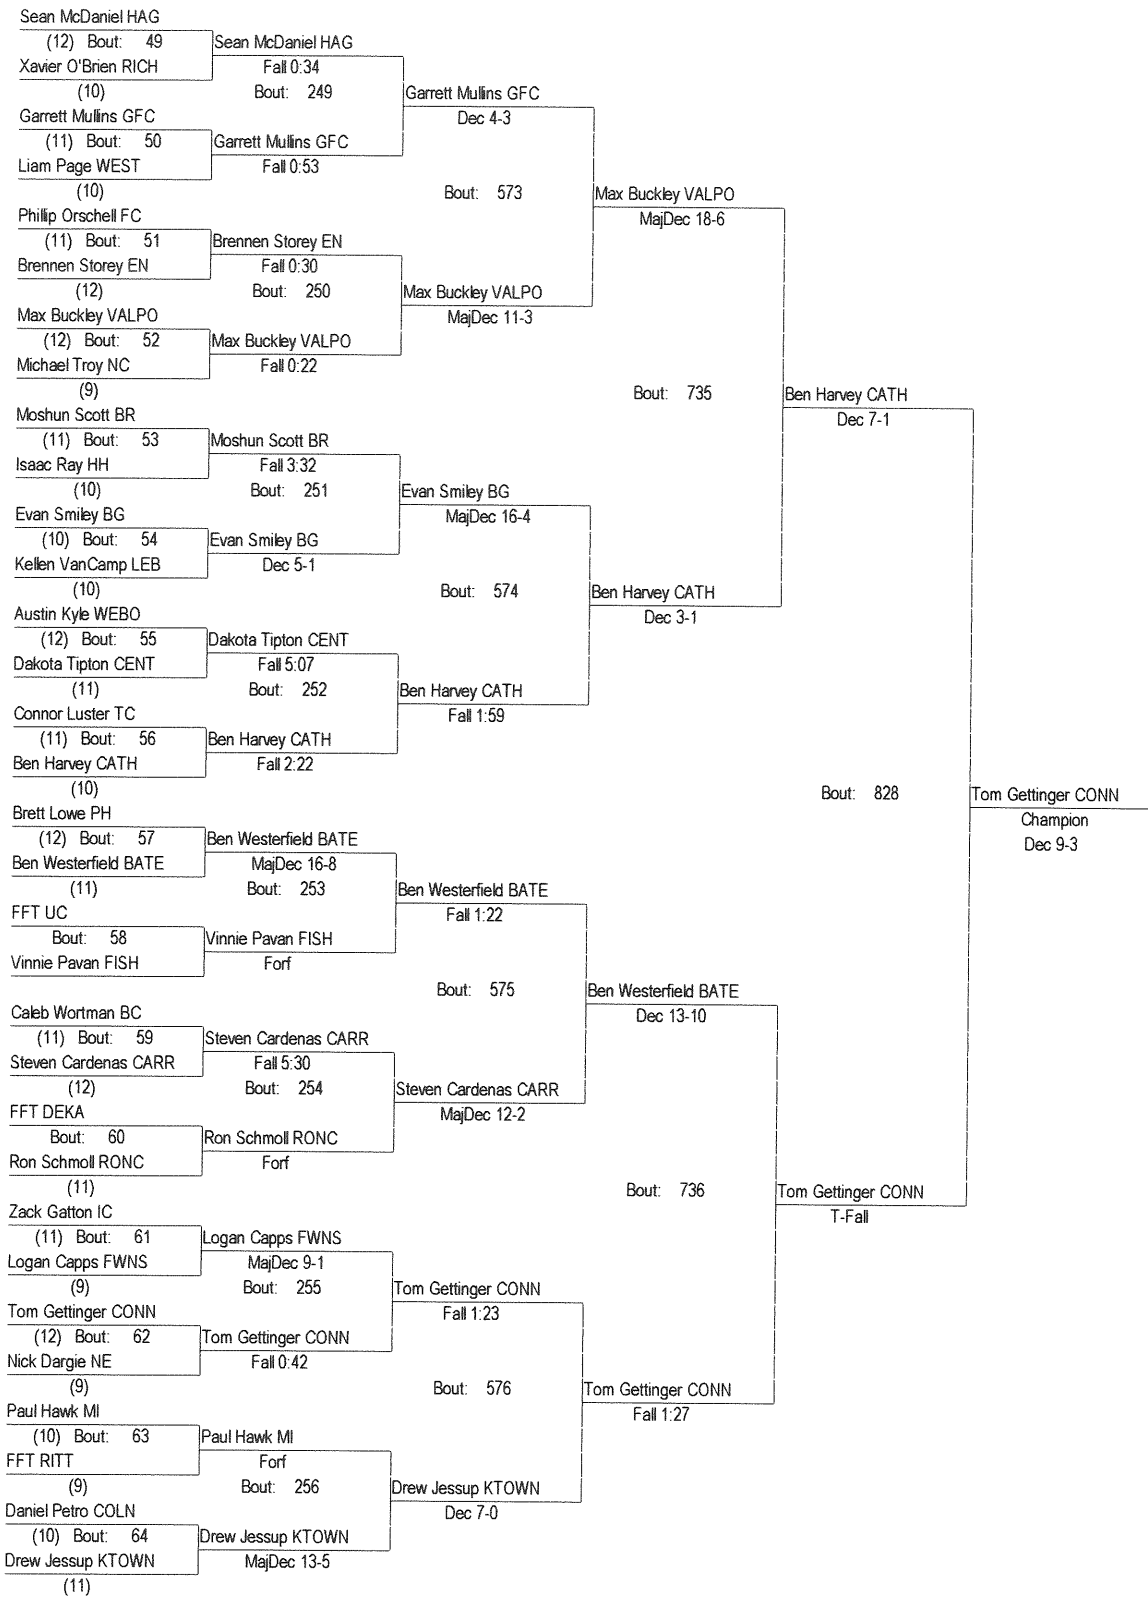 Sean McDaniel HAG
(12) Bout: 49
Xavier O'Brien RICH
(10)
Garrett Mullins GFC
(11) Bout: 50
Liam Page WEST
(10)
Phillip Orschell FC
(11) Bout: 51
Brennen Storey EN
(12)
Max Buckley VALPO
(12) Bout: 52
Michael Troy NC
(9)
Moshun Scott BR
(11) Bout: 53
Isaac Ray HH
(10)
Evan Smiley BG
(10) Bout: 54
Kellen VanCamp LEB
(10)
Austin Kyle WEBO
(12) Bout: 55
Dakota Tipton CENT
(11)
Connor Luster TC
(11) Bout: 56
Ben Harvey CATH
(10)
Brett Lowe PH
(12) Bout: 57
Ben Westerfield BATE
(11)
FFT UC
Bout: 58
Vinnie Pavan FISH
Caleb Wortman BC
(11) Bout: 59
Steven Cardenas CARR
(12)
FFT DEKA
Bout: 60
Ron Schmoll RONC
(11)
Zack Gatton IC
(11) Bout: 61
Logan Capps FWNS
(9)
Tom Gettinger CONN
(12) Bout: 62
Nick Dargie NE
(9)
Paul Hawk MI
(10) Bout: 63
FFT RITT
(9)
Daniel Petro COLN
(10) Bout: 64
Drew Jessup KTOWN
(11)
Sean McDaniel HAG
Fall 0:34
Bout: 249
Garrett Mullins GFC
Fall 0:53
Brennen Storey EN
Fall 0:30
Bout: 250
Max Buckley VALPO
Fall 0:22
Moshun Scott BR
Fall 3:32
Bout: 251
Evan Smiley BG
Dec 5-1
Dakota Tipton CENT
Fall 5:07
Bout: 252
Ben Harvey CATH
Fall 2:22
Ben Westerfield BATE
MajDec 16-8
Bout: 253
Vinnie Pavan FISH
Forf
Steven Cardenas CARR
Fall 5:30
Bout: 254
Ron Schmoll RONC
Forf
Logan Capps FWNS
MajDec 9-1
Bout: 255
Tom Gettinger CONN
Fall 0:42
Paul Hawk MI
Forf
Bout: 256
Drew Jessup KTOWN
MajDec 13-5
Garrett Mullins GFC
Dec 4-3
Bout: 573
Max Buckley VALPO
MajDec 11-3
Evan Smiley BG
MajDec 16-4
Bout: 574
Ben Harvey CATH
Fall 1:59
Ben Westerfield BATE
Fall 1:22
Bout: 575
Steven Cardenas CARR
MajDec 12-2
Tom Gettinger CONN
Fall 1:23
Bout: 576
Drew Jessup KTOWN
Dec 7-0
Max Buckley VALPO
MajDec 18-6
Bout: 735
Ben Harvey CATH
Dec 3-1
Ben Westerfield BATE
Dec 13-10
Bout: 736
Tom Gettinger CONN
Fall 1:27
Ben Harvey CATH
Dec 7-1
Bout: 828
Tom Gettinger CONN
T-Fall
Tom Gettinger CONN
Champion
Dec 9-3